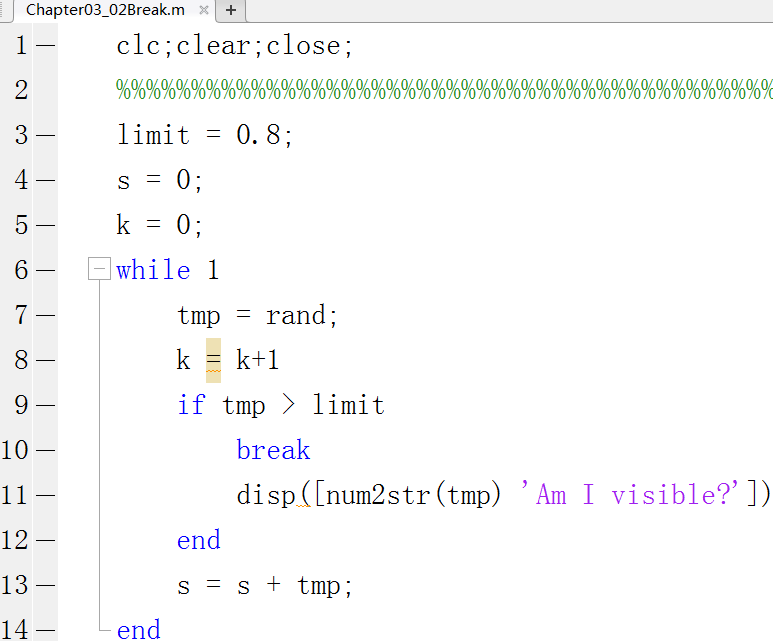 Chapter03_02Break.m × +
1 — clc;clear;close;
2 %%%%%%%%%%%%%%%%%%%%%%%%%%%%%%%%%%%%%%%%%%%%
3 — limit = 0.8;
4 — s = 0;
5 — k = 0;
6 — while 1
7 — tmp = rand;
8 — k = k+1
9 — if tmp > limit
10 — break
11 — disp([num2str(tmp) 'Am I visible?'])
12 — end
13 — s = s + tmp;
14 — end